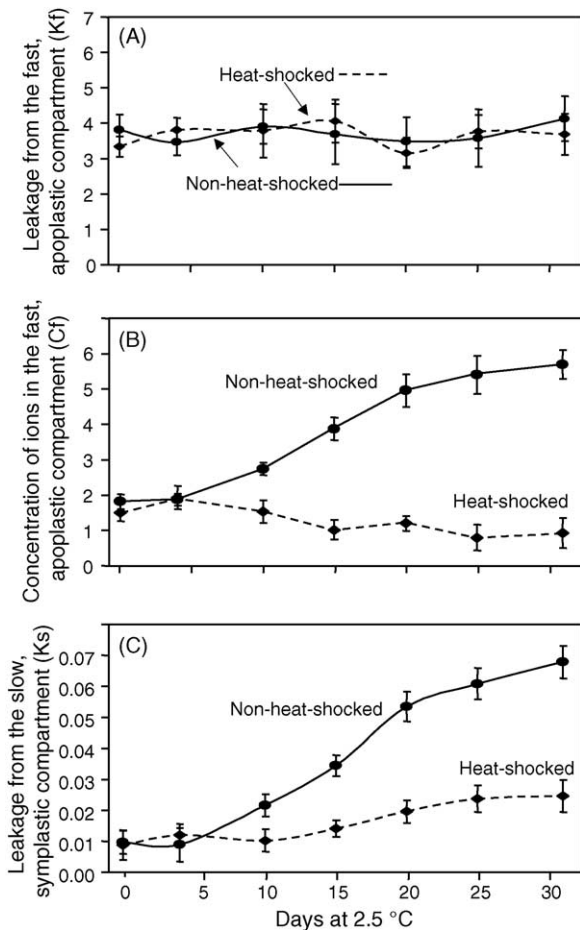 (A)
Leakage from the fast,
apoplastic compartment (Kf)
7
6
5
4
3
2
1
0
Heat-shocked
Non-heat-shocked
(B)
Concentration of ions in the fast,
apoplastic compartment (Cf)
6
5
4
3
2
1
0
Non-heat-shocked
Heat-shocked
(C)
Leakage from the slow,
symplastic compartment (Ks)
0.07
0.06
0.05
0.04
0.03
0.02
0.01
0.00
Non-heat-shocked
Heat-shocked
0 5 10 15 20 25 30
Days at 2.5 °C